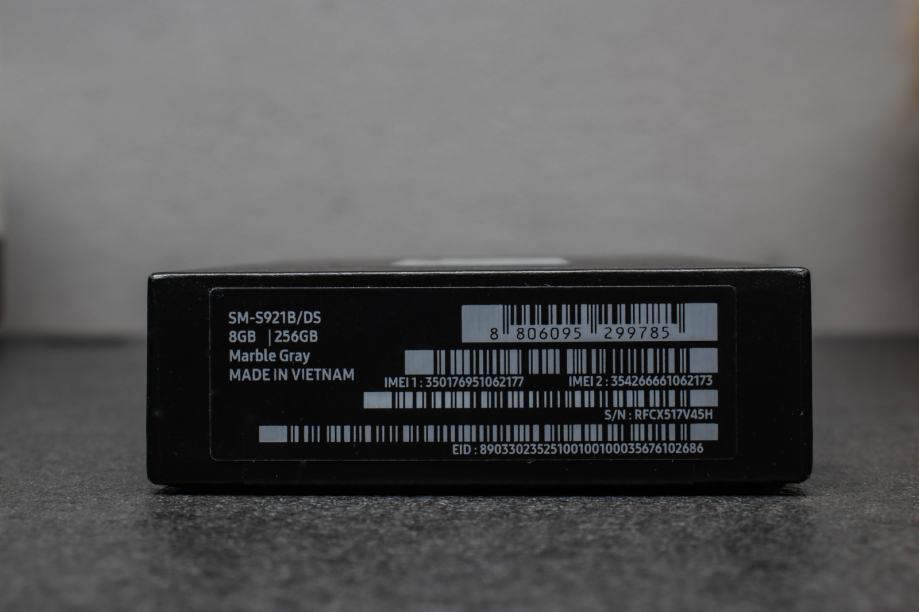 SM-S921B/DS
8GB | 256GB
Marble Gray
MADE IN VIETNAM
8 806095 299785
IMEI 1 : 350176951062177 IMEI 2 : 354266661062173
S/N : RFCX517V45H
EID : 89033023525100100100035676102686